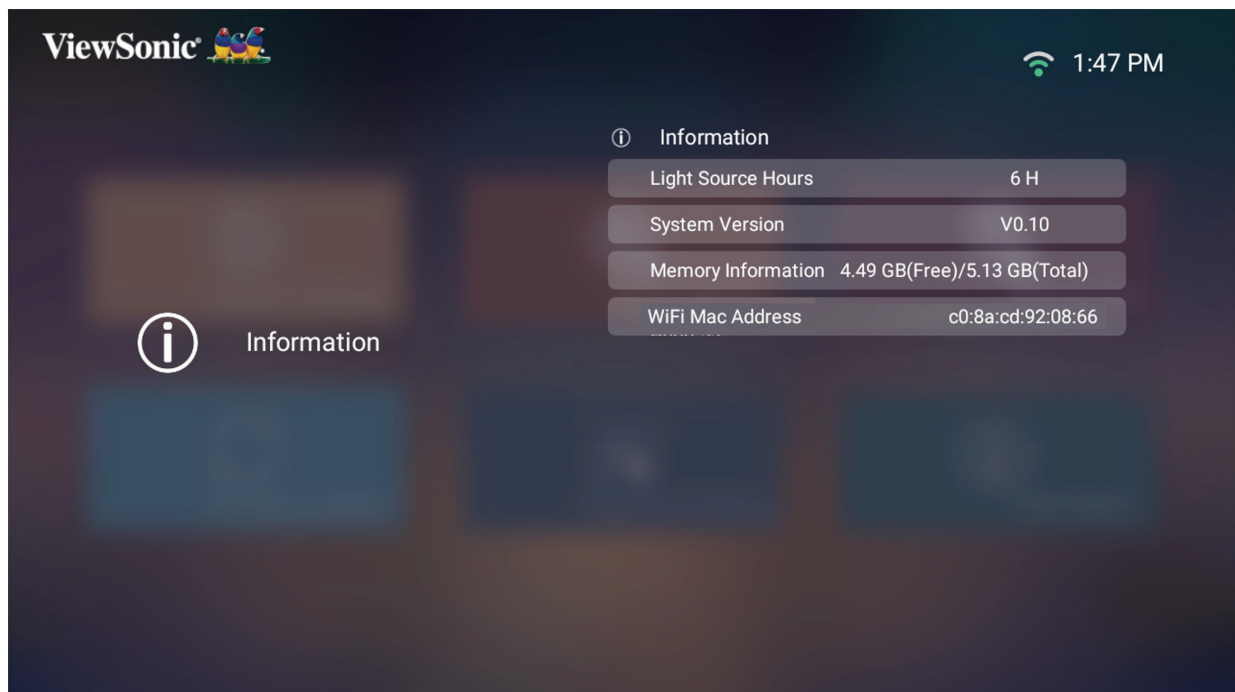 ViewSonic®
1:47 PM
Information
Light Source Hours 6 H
System Version V0.10
Memory Information 4.49 GB(Free)/5.13 GB(Total)
WiFi Mac Address c0:8a:cd:92:08:66
Information